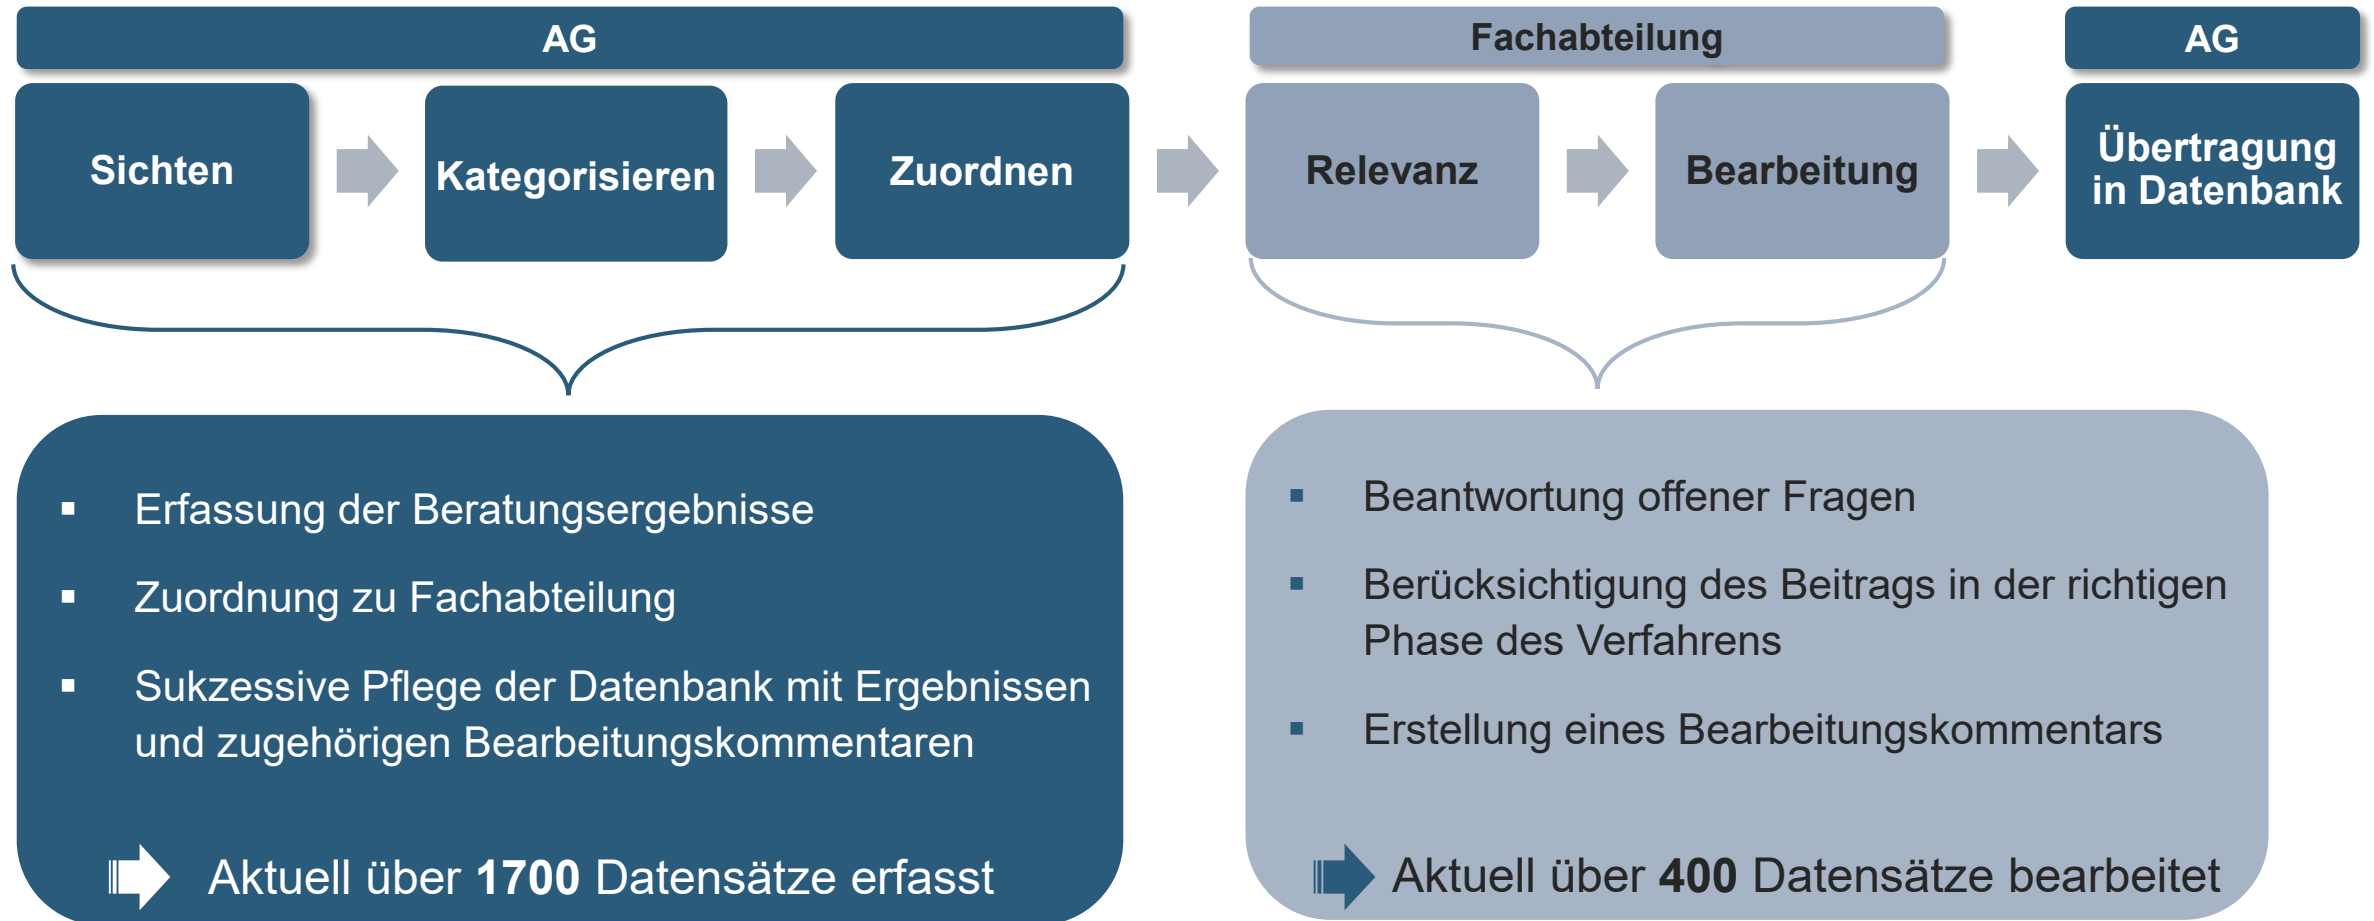 AG
Fachabteilung
AG
Sichten
Kategorisieren
Zuordnen
Relevanz
Bearbeitung
Übertragung
in Datenbank
▪ Erfassung der Beratungsergebnisse
▪ Zuordnung zu Fachabteilung
▪ Sukzessive Pflege der Datenbank mit Ergebnissen
und zugehörigen Bearbeitungskommentaren
Aktuell über 1700 Datensätze erfasst
▪ Beantwortung offener Fragen
▪ Berücksichtigung des Beitrags in der richtigen
Phase des Verfahrens
▪ Erstellung eines Bearbeitungskommentars
Aktuell über 400 Datensätze bearbeitet